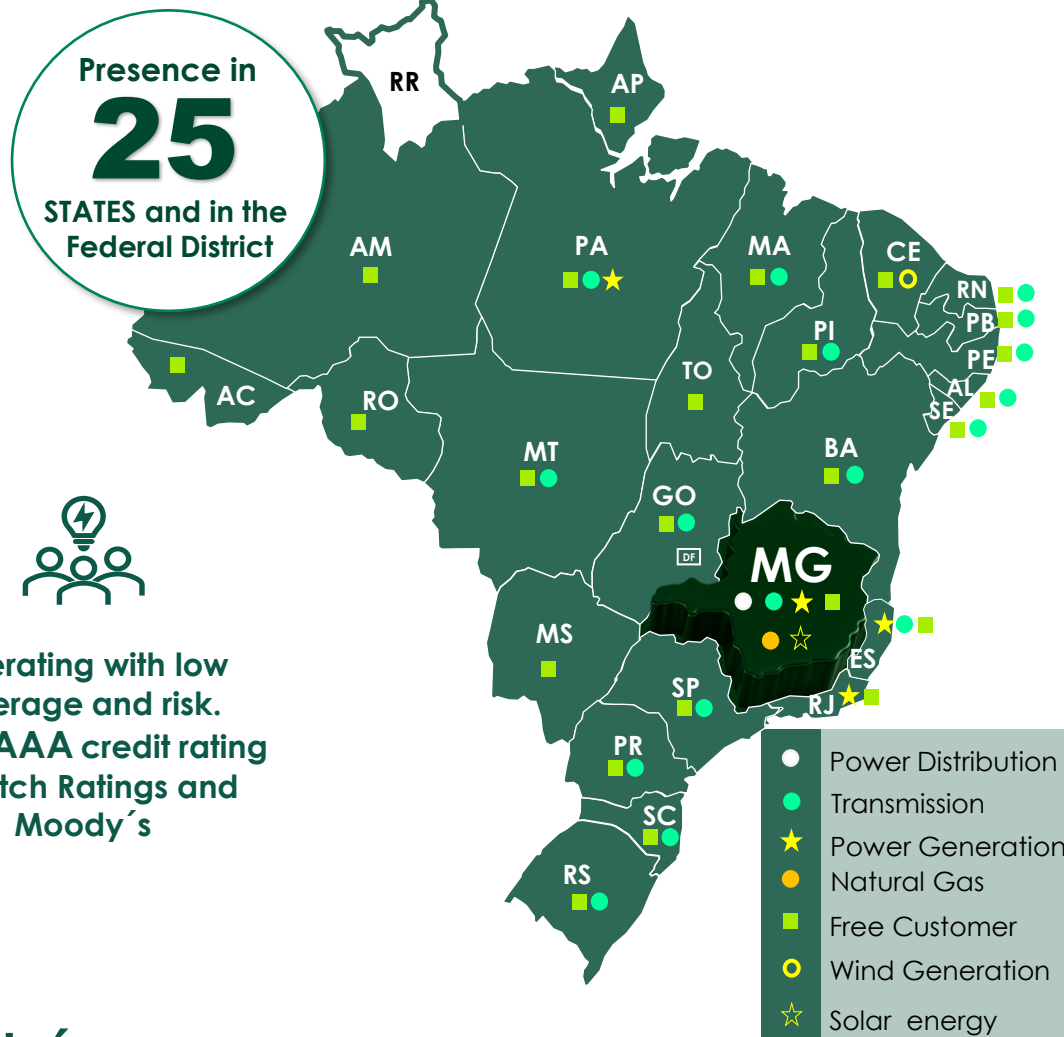 Presence in
25
STATES and in the
Federal District
RR
AP
AM
PA
MA
CE
RN
PB
PI
PE
TO
AL
AC
RO
SE
MT
BA
GO
DF
MG
MS
ES
SP
RJ
PR
SC
RS
erating with low
erage and risk.
AAA credit rating
tch Ratings and
Moody´s
Power Distribution
Transmission
Power Generation
Natural Gas
Free Customer
Wind Generation
Solar energy